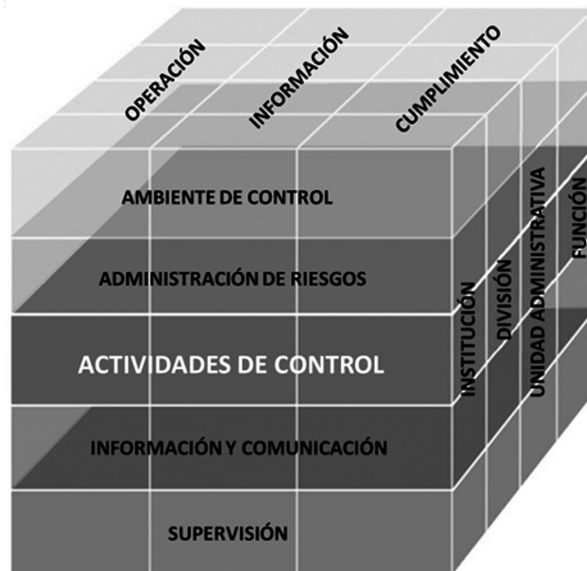 OPERACIÓN
INFORMACIÓN
CUMPLIMIENTO
AMBIENTE DE CONTROL
ADMINISTRACIÓN DE RIESGOS
ACTIVIDADES DE CONTROL
INFORMACIÓN Y COMUNICACIÓN
SUPERVISIÓN
INSTITUCIÓN
DIVISIÓN
UNIDAD ADMINISTRATIVA
FUNCIÓN